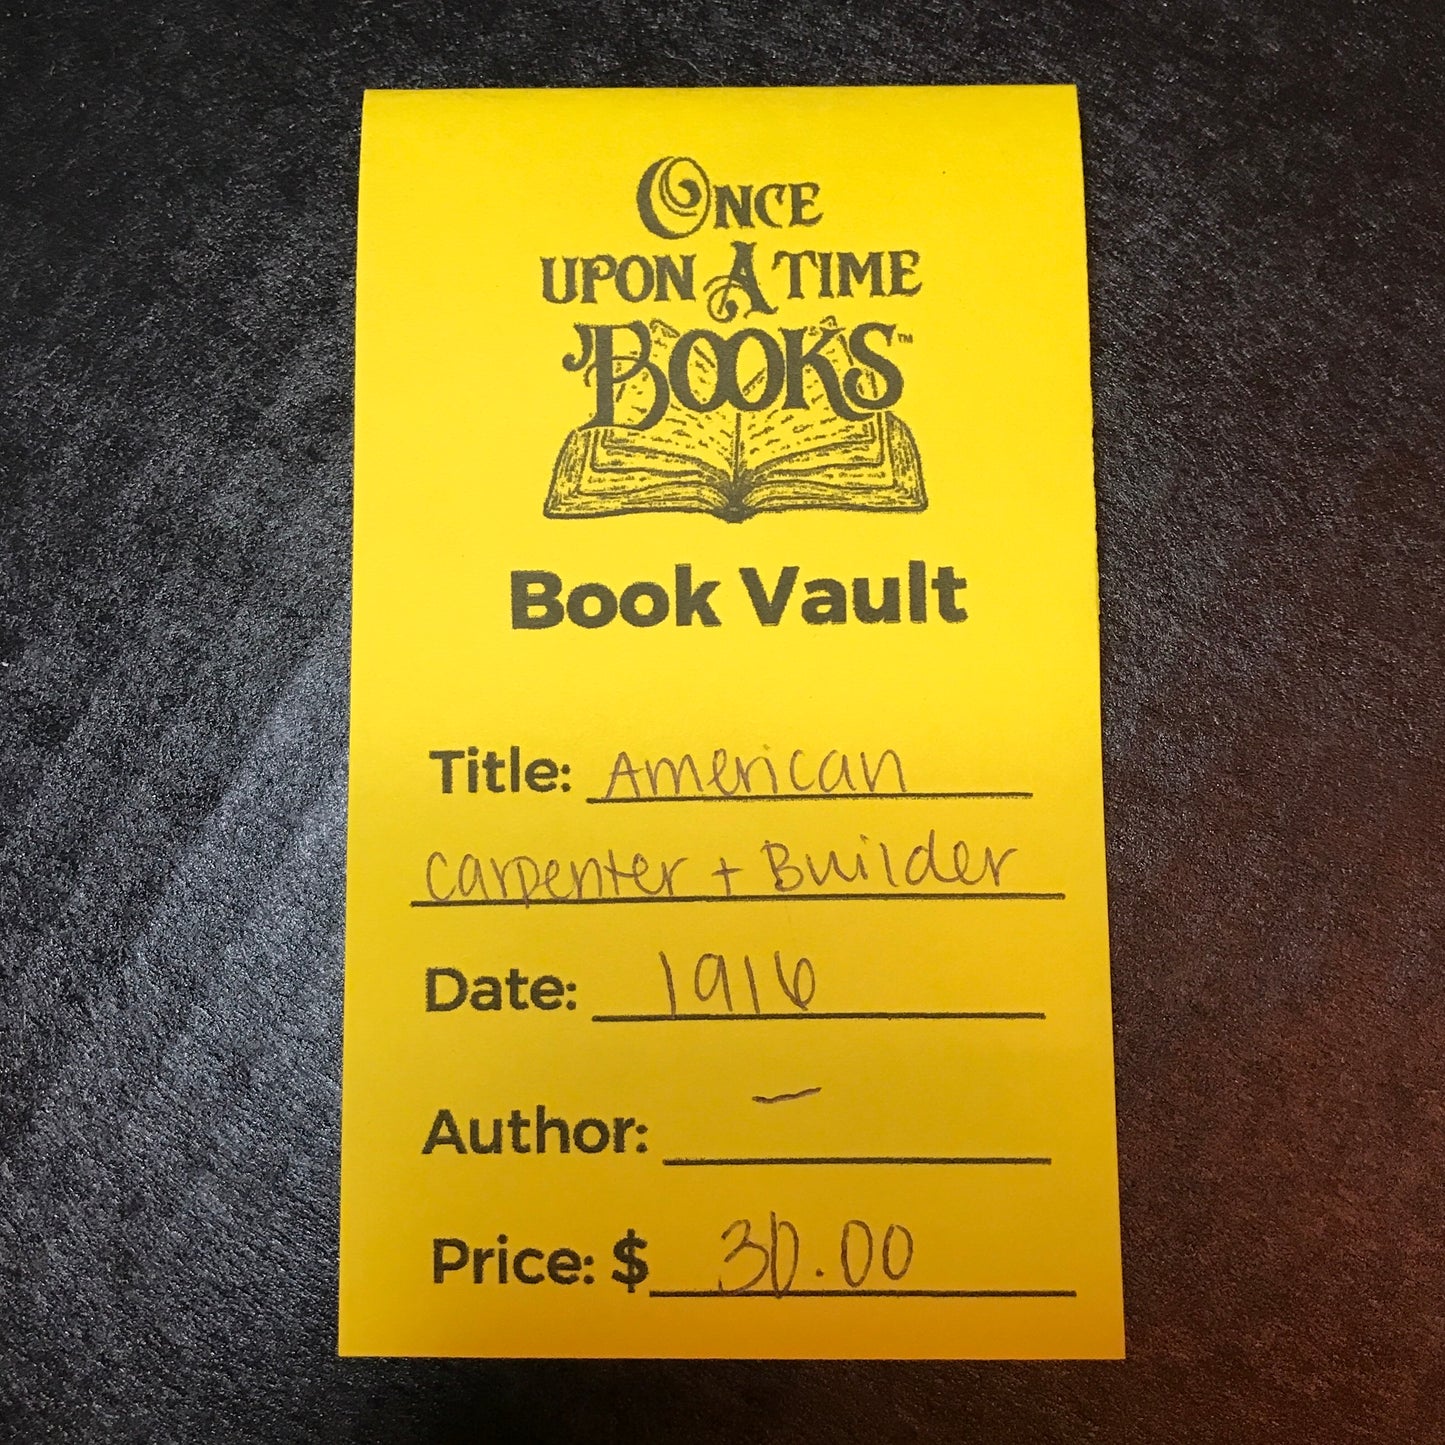 ONCE
UPON A TIME
BOOKS™
Book Vault
Title: American
Carpenter + Builder
Date: 1916
Author: —
Price: $ 30.00